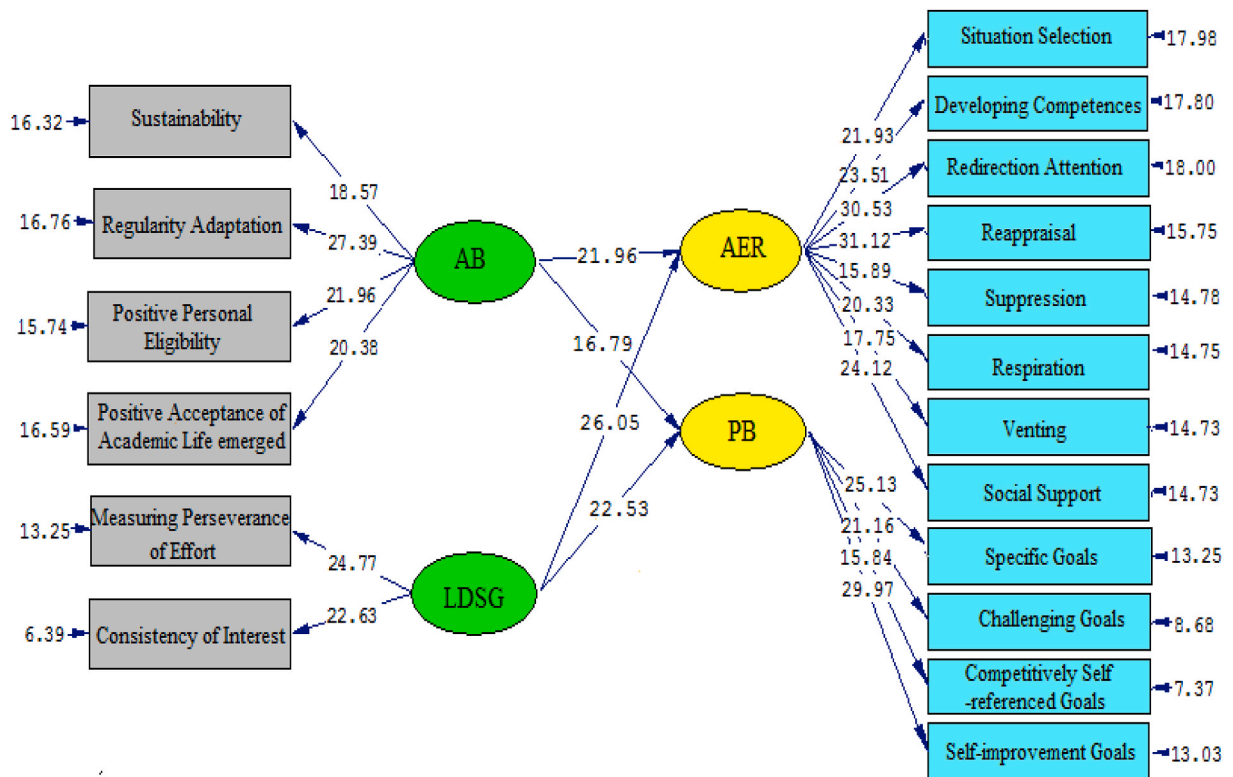 16.32
Sustainability
16.76
Regularity Adaptation
15.74
Positive Personal
Eligibility
16.59
Positive Acceptance of
Academic Life emerged
13.25
Measuring Perseverance
of Effort
6.39
Consistency of Interest
18.57
27.39
21.96
20.38
24.77
22.63
AB
LDSG
21.96
16.79
26.05
22.53
AER
PB
21.93
23.51
30.53
31.12
15.89
20.33
17.75
24.12
25.13
21.16
15.84
29.97
Situation Selection
17.98
Developing Competences
17.80
Redirection Attention
18.00
Reappraisal
15.75
Suppression
14.78
Respiration
14.75
Venting
14.73
Social Support
14.73
Specific Goals
13.25
Challenging Goals
8.68
Competitively Self
-referenced Goals
7.37
Self-improvement Goals
13.03